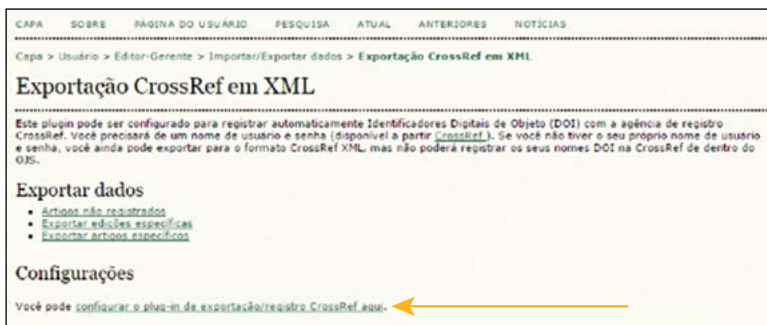 CAPA SOBRE PÁGINA DO USUÁRIO PESQUISA ATUAL ANTERIORES NOTÍCIAS
Capa > Usuário > Editor-Gerente > Importar/Exportar dados > Exportação CrossRef em XML
Exportação CrossRef em XML
Este plugin pode ser configurado para registrar automaticamente Identificadores Digitais de Objeto (DOI) com a agência de registro
CrossRef. Você precisará de um nome de usuário e senha (disponível a partir CrossRef ). Se você não tiver o seu próprio nome de usuário
e senha, você ainda pode exportar para o formato CrossRef XML, mas não poderá registrar os seus nomes DOI na CrossRef de dentro do
OJS.
Exportar dados
• Artigos não registrados
• Exportar edições específicas
• Exportar artigos específicos
Configurações
Você pode configurar o plug-in de exportação/registro CrossRef aqui.